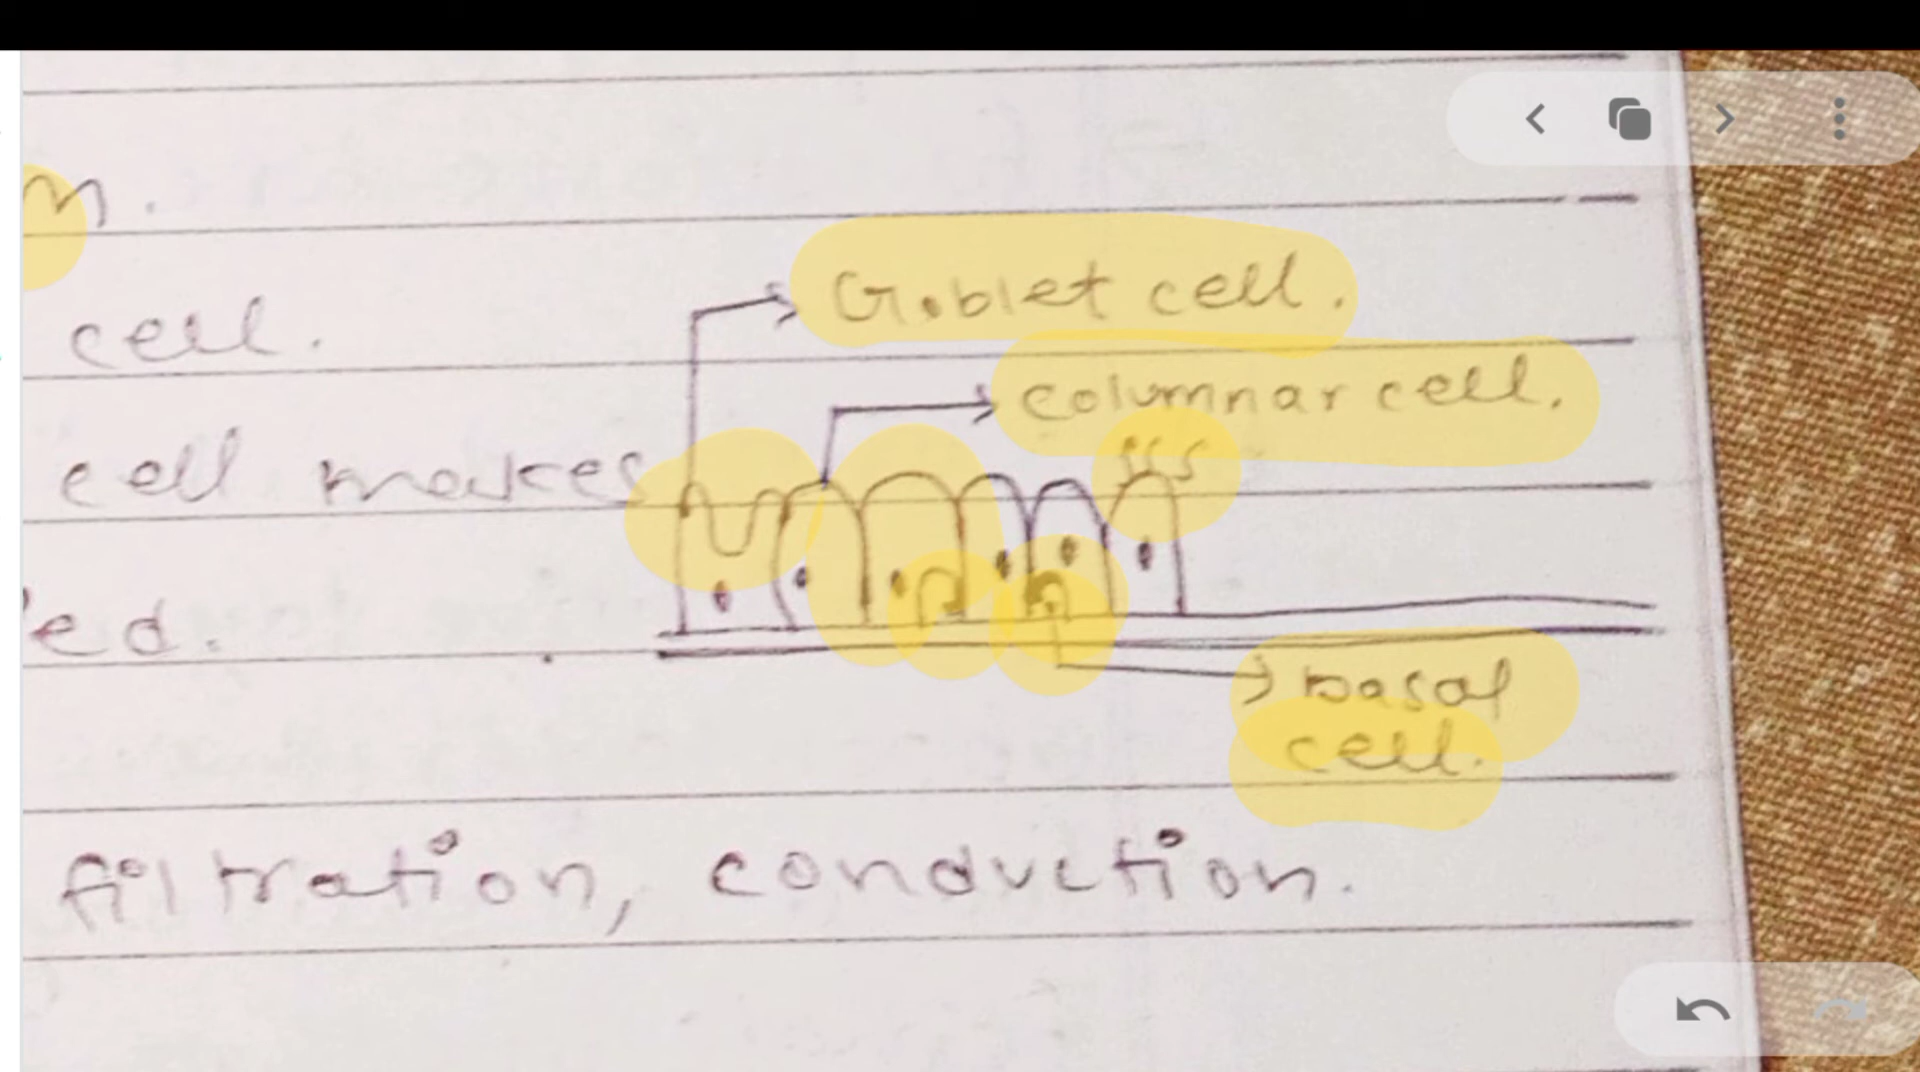 m.
Goblet cell.
cell.
columnar cell.
cell makes
ed.
basal
cell.
filtration, conduction.